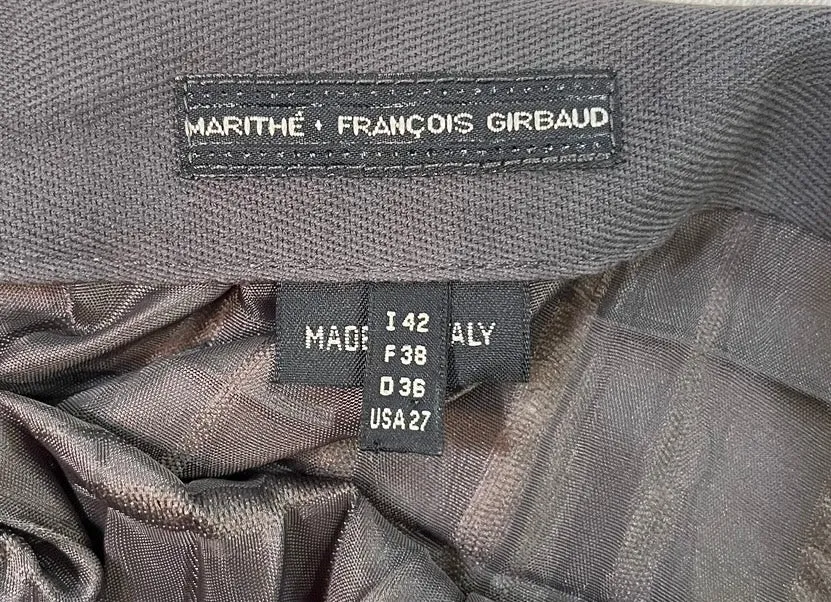 MARITHÉ • FRANÇOIS GIRBAUD
MADE ALY
I 42
F 38
D 36
USA 27